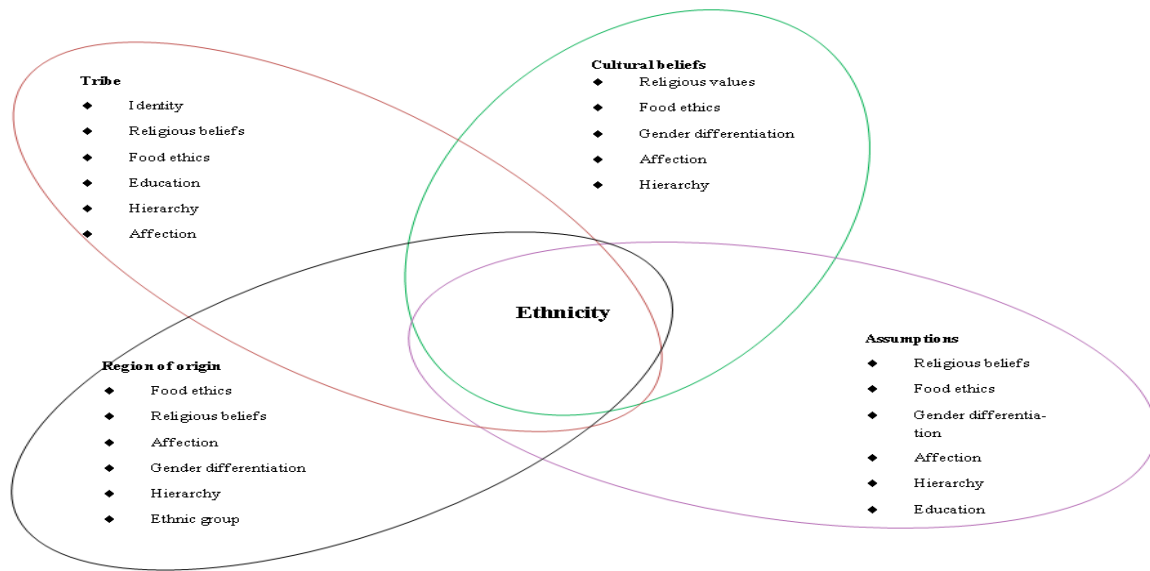 Tribe
❖ Identity
❖ Religious beliefs
❖ Food ethics
❖ Education
❖ Hierarchy
❖ Affection
Cultural beliefs
❖ Religious values
❖ Food ethics
❖ Gender differentiation
❖ Affection
❖ Hierarchy
Ethnicity
Region of origin
❖ Food ethics
❖ Religious beliefs
❖ Affection
❖ Gender differentiation
❖ Hierarchy
❖ Ethnic group
Assumptions
❖ Religious beliefs
❖ Food ethics
❖ Gender differentia-
tion
❖ Affection
❖ Hierarchy
❖ Education